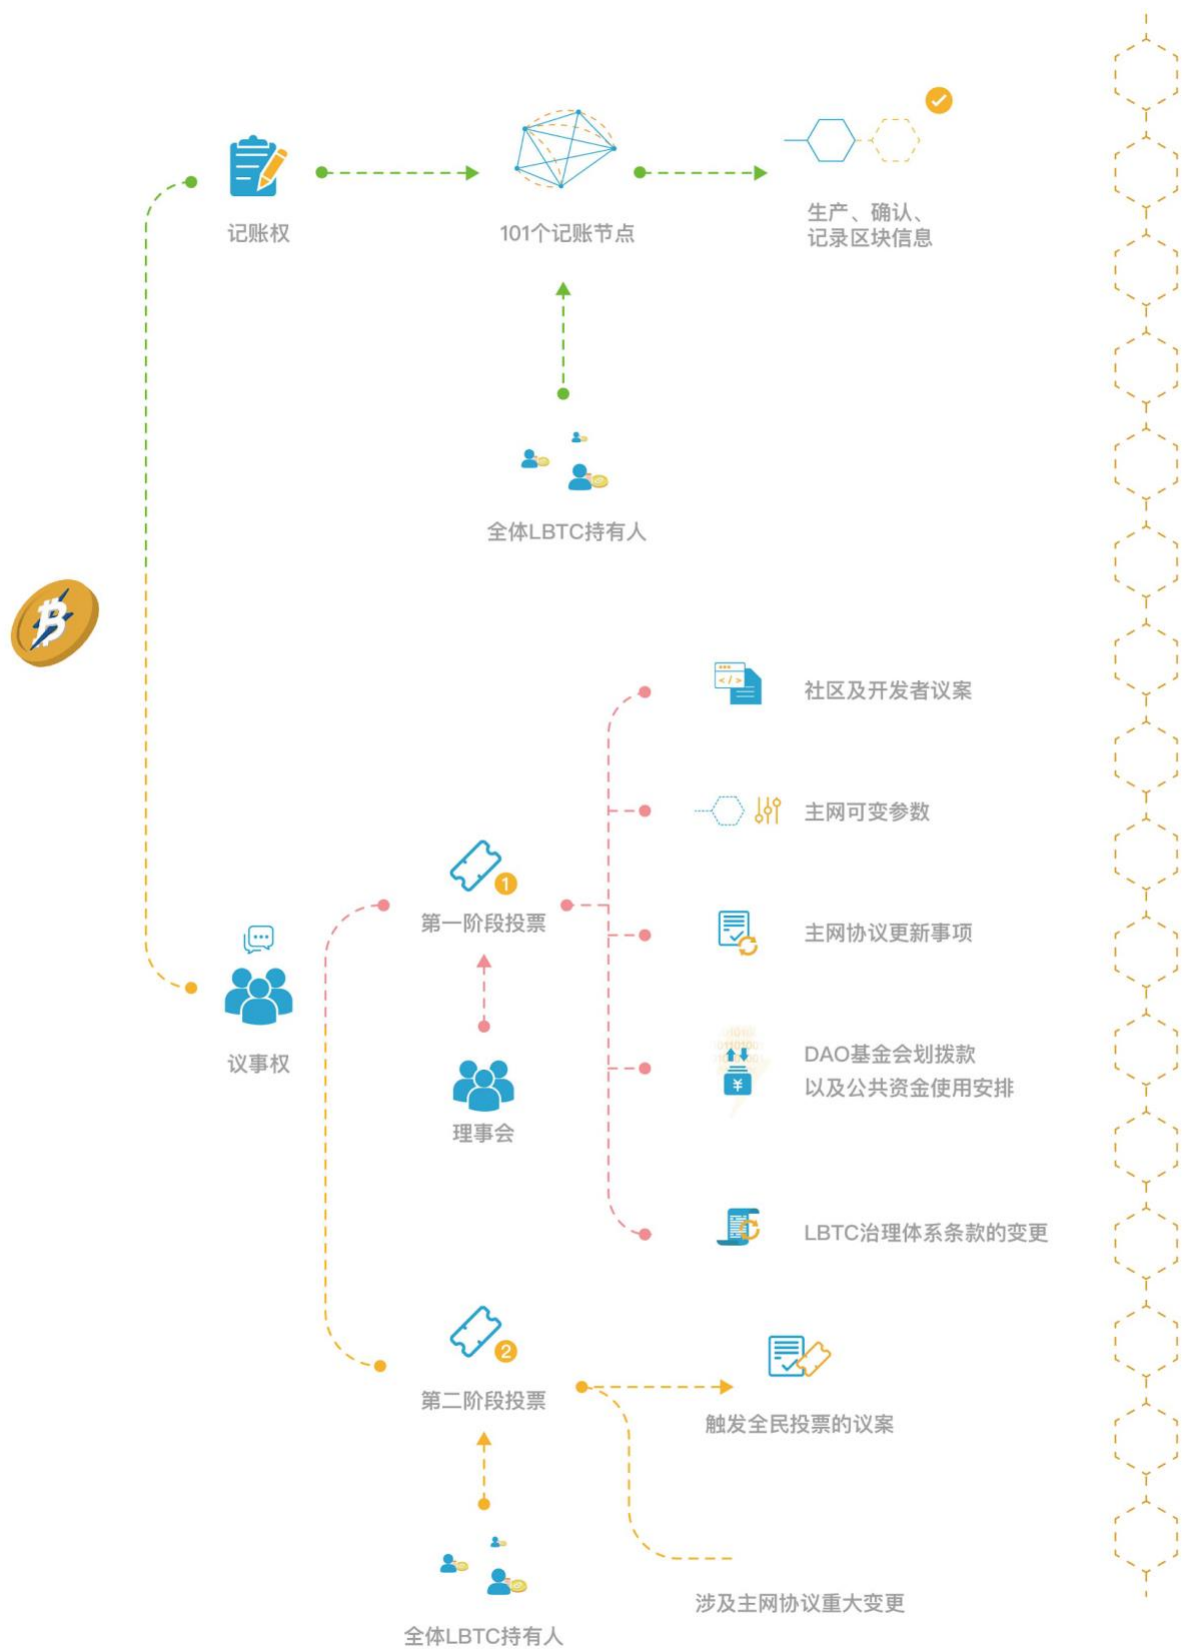 记账权
101个记账节点
生产、确认、
记录区块信息
全体LBTC持有人
社区及开发者议案
主网可变参数
1
第一阶段投票
主网协议更新事项
议事权
理事会
DAO基金会划拨款
以及公共资金使用安排
LBTC治理体系条款的变更
2
第二阶段投票
触发全民投票的议案
涉及主网协议重大变更
全体LBTC持有人